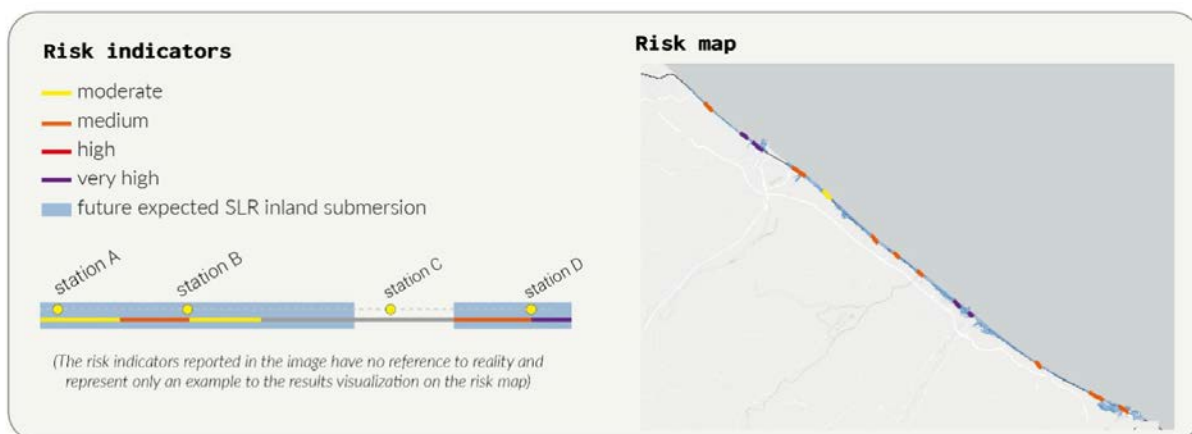 Risk indicators
moderate
medium
high
very high
future expected SLR inland submersion
station A
station B
station C
station D
(The risk indicators reported in the image have no reference to reality and
represent only an example to the results visualization on the risk map)
Risk map